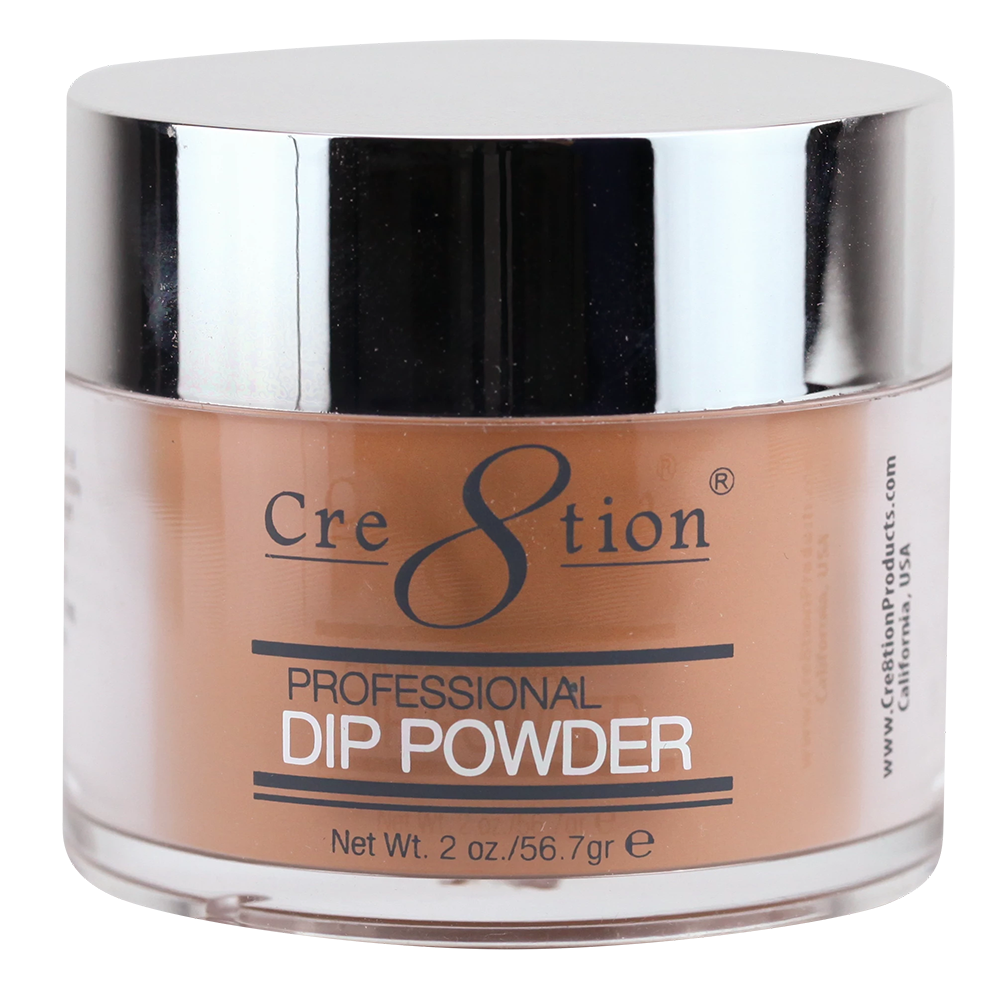 Cre8tion®
PROFESSIONAL
DIP POWDER
Net Wt. 2 oz./56.7gr ℮
www.Cre8tionProducts.com
California, USA